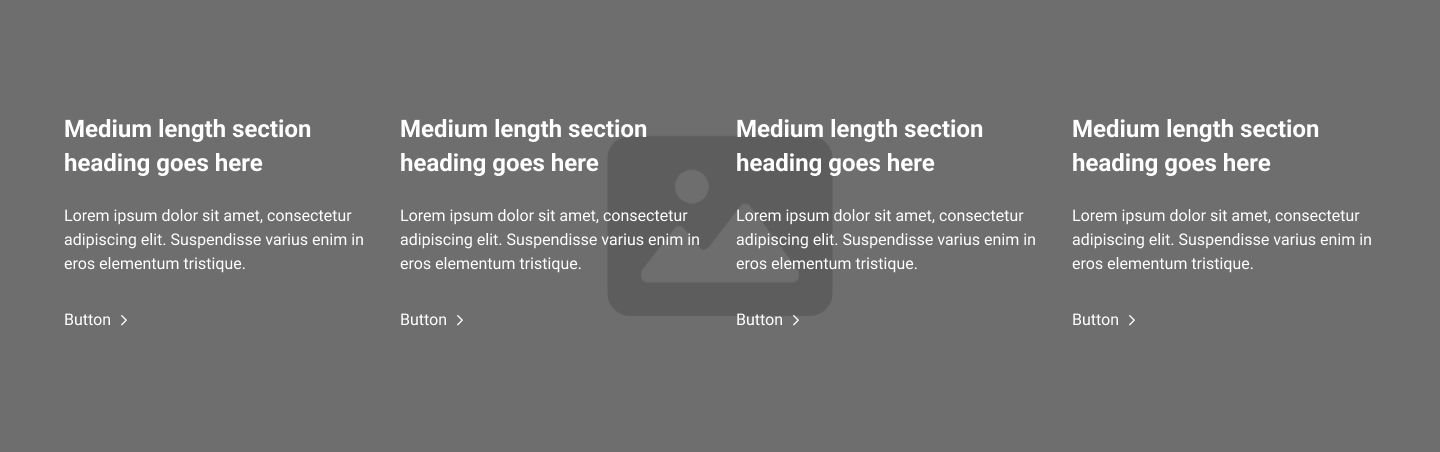 Medium length section
heading goes here
Lorem ipsum dolor sit amet, consectetur
adipiscing elit. Suspendisse varius enim in
eros elementum tristique.
Button
Medium length section
heading goes here
Lorem ipsum dolor sit amet, consectetur
adipiscing elit. Suspendisse varius enim in
eros elementum tristique.
Button
Medium length section
heading goes here
Lorem ipsum dolor sit amet, consectetur
adipiscing elit. Suspendisse varius enim in
eros elementum tristique.
Button
Medium length section
heading goes here
Lorem ipsum dolor sit amet, consectetur
adipiscing elit. Suspendisse varius enim in
eros elementum tristique.
Button